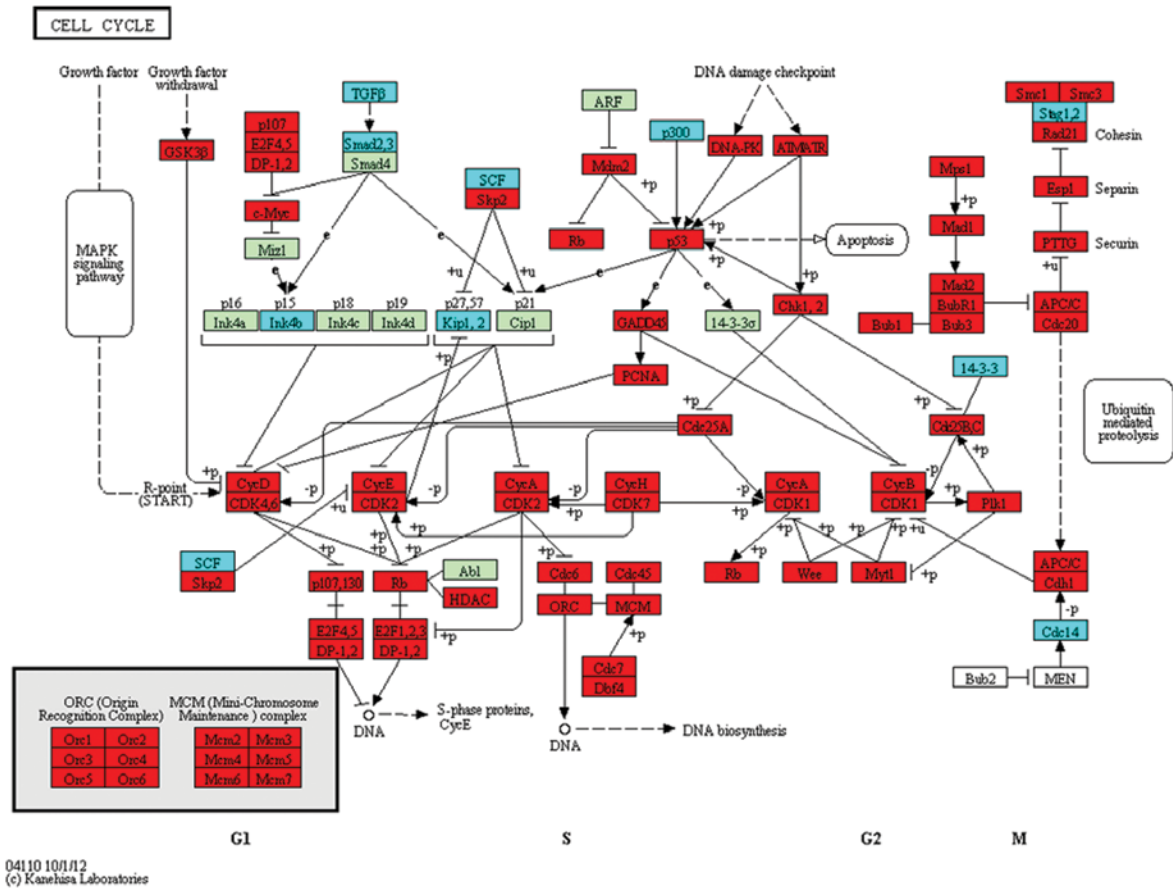 CELL CYCLE
Growth factor
Growth factor
withdrawal
TGFβ
DNA damage checkpoint
ARF
Smc1 Smc3
Stag1,2
Rad21
Cohesin
p107
E2F4,5
DP-1,2
Smad2,3
Smad4
p300
GSK3β
DNA-PK
ATM/ATR
Mdm2
+p
SCF
Skp2
Mps1
+p
Esp1
Separin
c-Myc
Miz1
Rb
p53
+p
+p
Apoptosis
Mad1
PTTG
Securin
+u
MAPK
signaling
pathway
e
e
e
+u
+u
e
e
e
+p
Mad2
BubR1
Bub3
Bub1
APC/C
Cdc20
p16
Ink4a
p15
Ink4b
p18
Ink4c
p19
Ink4d
p27,57
Kip1, 2
p21
Cip1
GADD45
14-3-3σ
Chk1, 2
+p
PCNA
14-3-3
+p
Cdc25A
+p
Cdc25B,C
Ubiquitin
mediated
proteolysis
R-point
(START)
+p
CycD
CDK4,6
-p
CycE
CDK2
-p
CycA
CDK2
-p
+p
CycH
CDK7
-p
+p
CycA
CDK1
CycB
CDK1
-p
+p
+p
Plk1
+u
+u
+p
+p
+p
+p
+p
+p
+p
+p
+p
SCF
Skp2
p107,130
Rb
Abl
HDAC
Cdc6
Cdc45
ORC
MCM
Rb
Wee
Myt1
APC/C
Cdh1
-p
E2F4,5
DP-1,2
E2F1,2,3
DP-1,2
+p
+p
Cdc7
Dbf4
Cdc14
Bub2
MEN
DNA
S-phase proteins,
CycE
DNA
DNA biosynthesis
ORC (Origin
Recognition Complex)
MCM (Mini-Chromosome
Maintenance ) complex
Orc1 Orc2
Orc3 Orc4
Orc5 Orc6
Mcm2 Mcm3
Mcm4 Mcm5
Mcm6 Mcm7
G1
S
G2
M
04110 10/1/12
(c) Kanehisa Laboratories